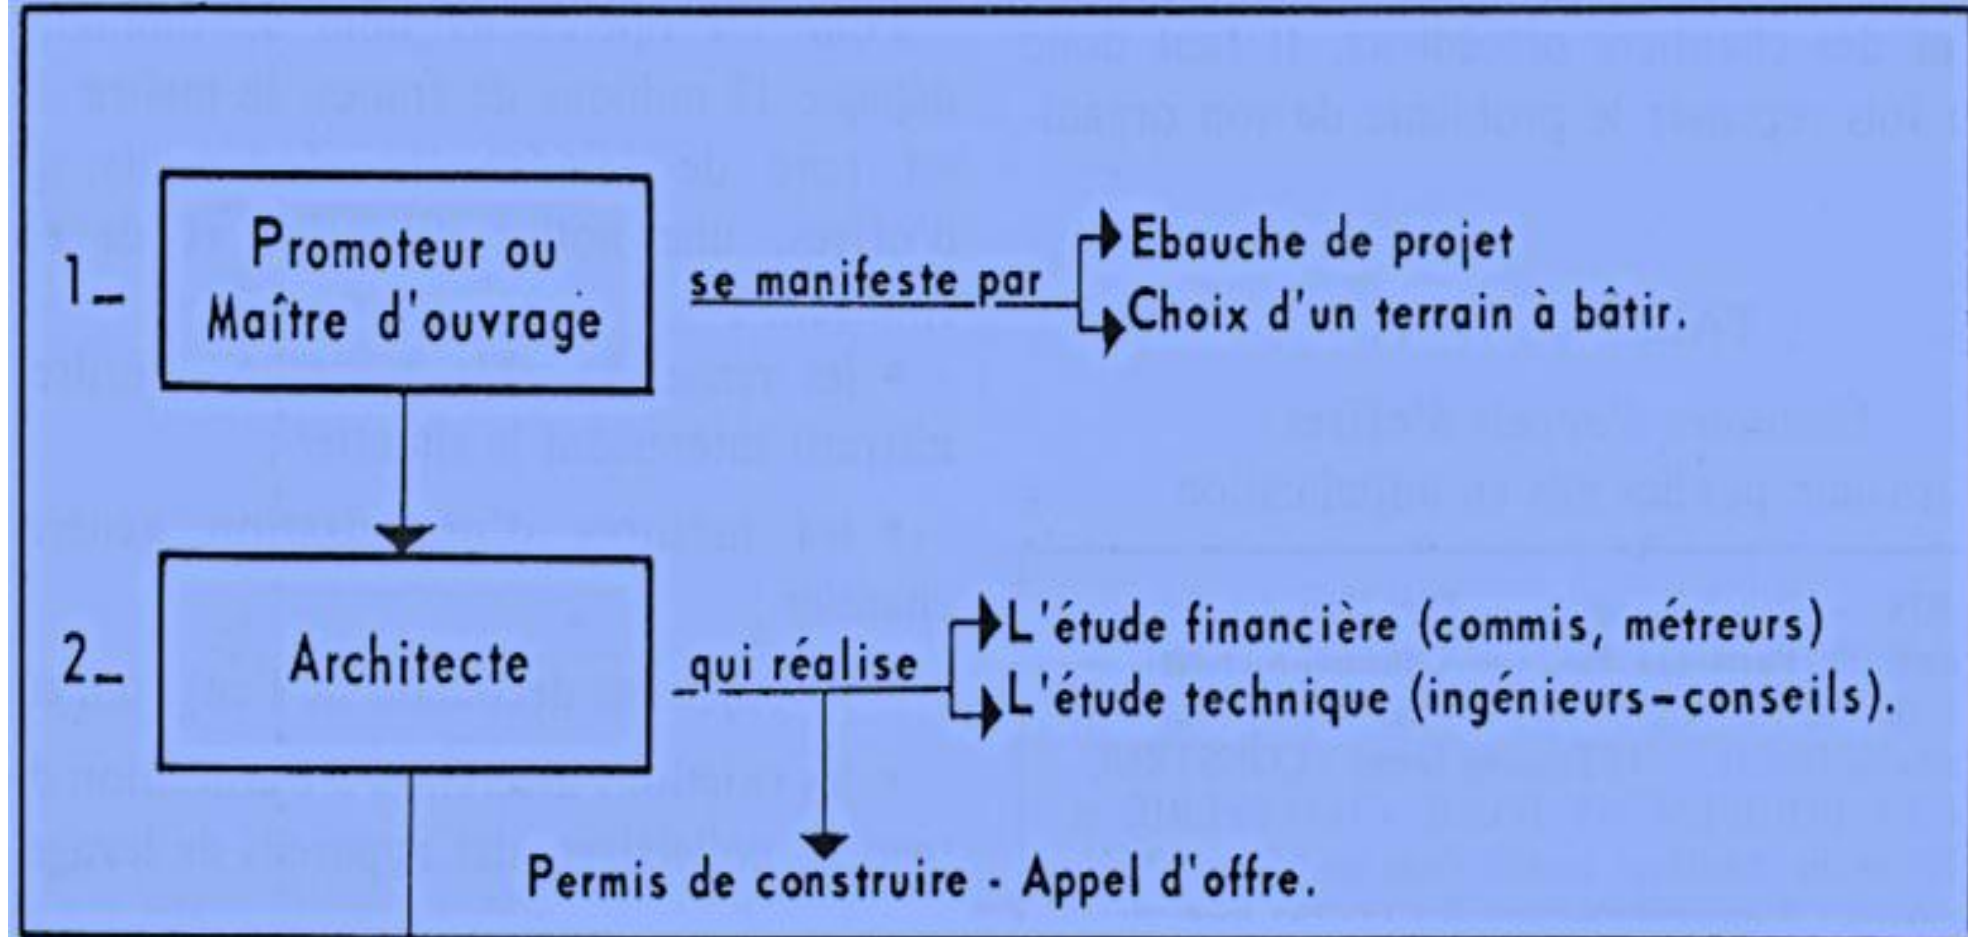 1_
Promoteur ou
Maître d'ouvrage
se manifeste par
Ebauche de projet
Choix d'un terrain à bâtir.
2_
Architecte
qui réalise
L'étude financière (commis, métreurs)
L'étude technique (ingénieurs-conseils).
Permis de construire - Appel d'offre.